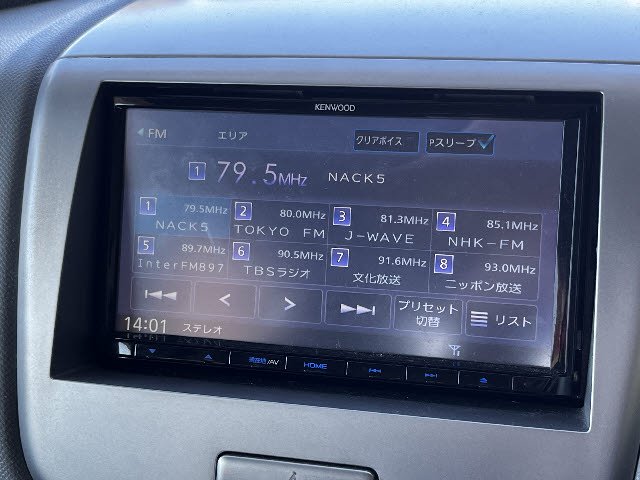 KENWOOD
FM エリア クリアボイス Pスリープ
1 79.5MHz NACK5
1 79.5MHz 2 80.0MHz 3 81.3MHz 4 85.1MHz
NACK5 TOKYO FM J-WAVE NHK-FM
5 89.7MHz 6 90.5MHz 7 91.6MHz 8 93.0MHz
InterFM897 TBSラジオ 文化放送 ニッポン放送
プリセット
切替
リスト
14:01 ステレオ
現在地/AV HOME